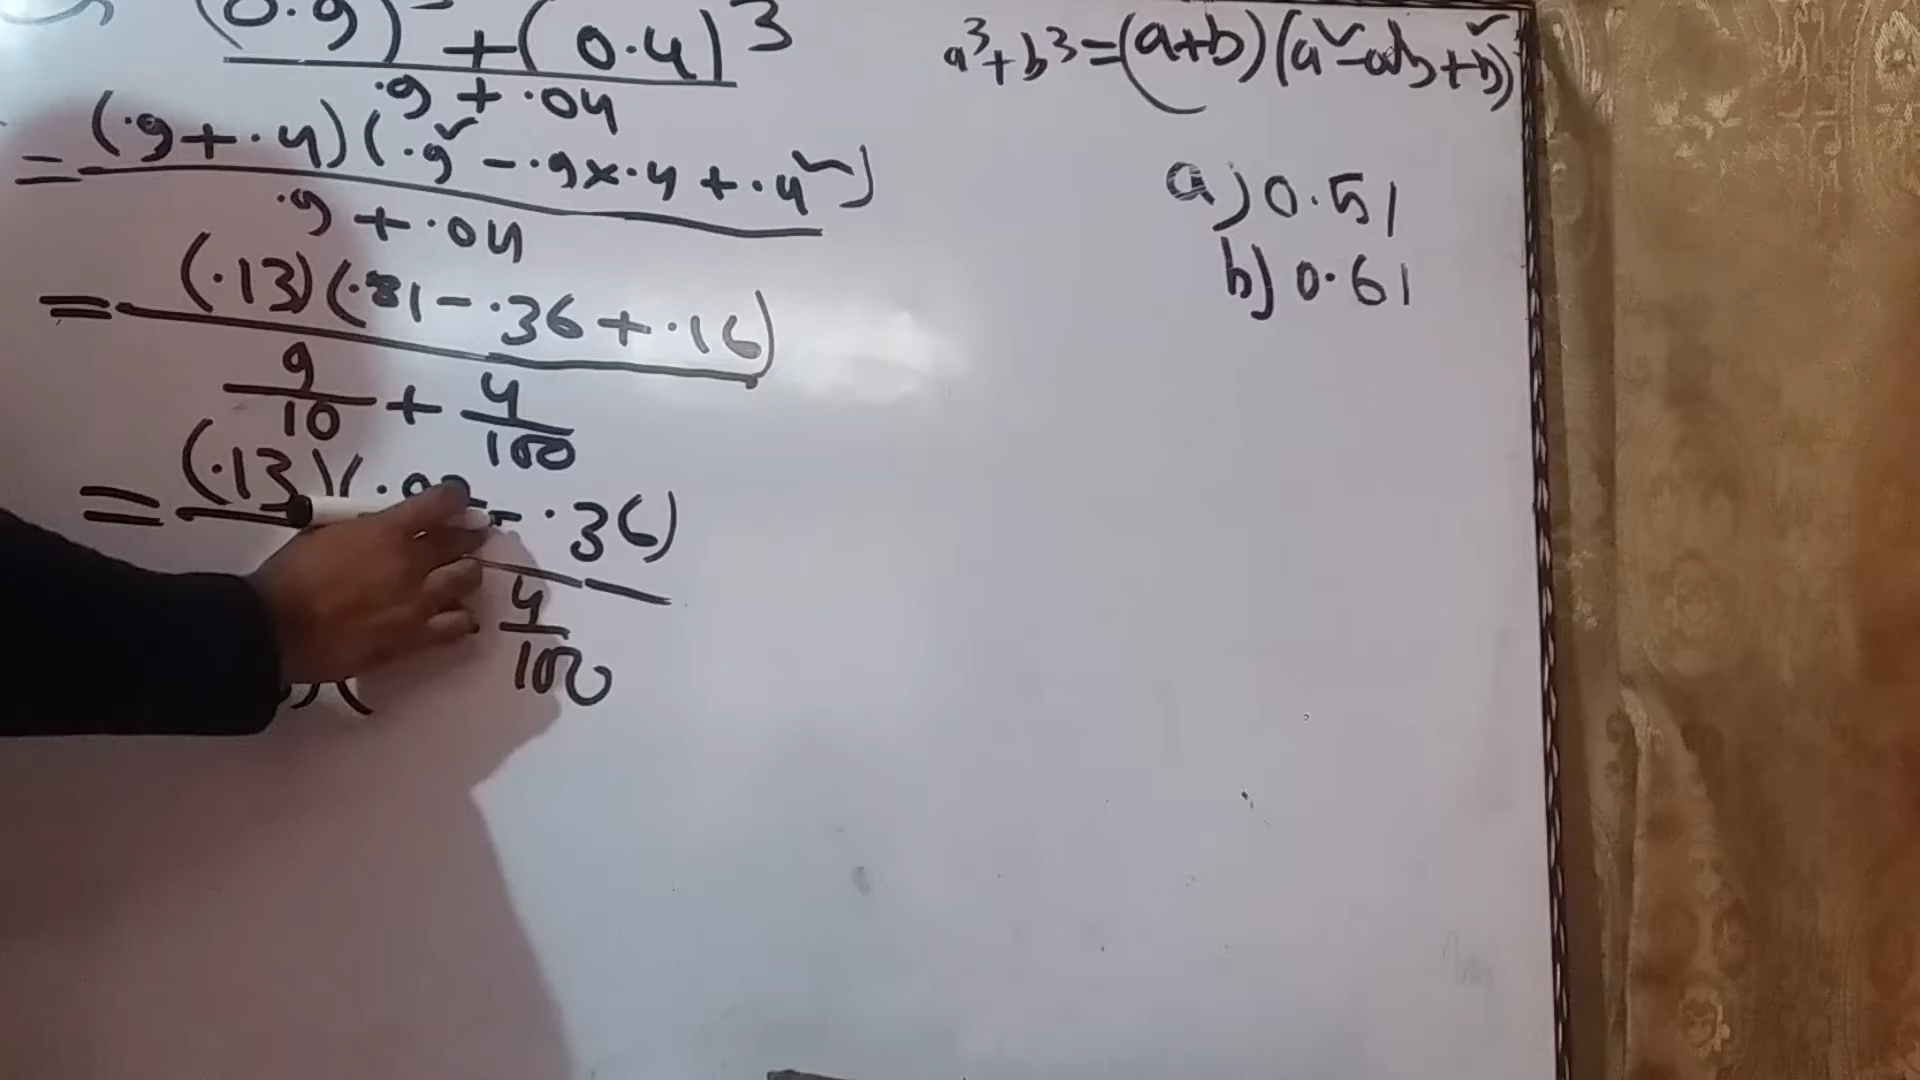 (0.9) + (0.4)³
.9 + .04
= (.9 + .4) (.9² - .9 × .4 + .4²)
.9 + .04
= (.13) (.81 - .36 + .16)
9/10 + 4/100
= (.13) ( - .36)
4/100
) (
a³ + b³ = (a+b) (a² - ab + b²)
a) 0.51
b) 0.61